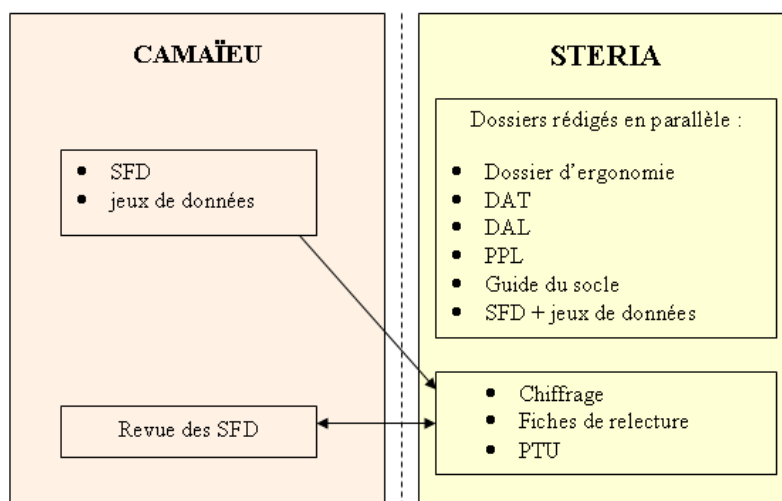 CAMAÏEU
• SFD
• jeux de données
Revue des SFD
STERIA
Dossiers rédigés en parallèle :
• Dossier d'ergonomie
• DAT
• DAL
• PPL
• Guide du socle
• SFD + jeux de données
• Chiffrage
• Fiches de relecture
• PTU